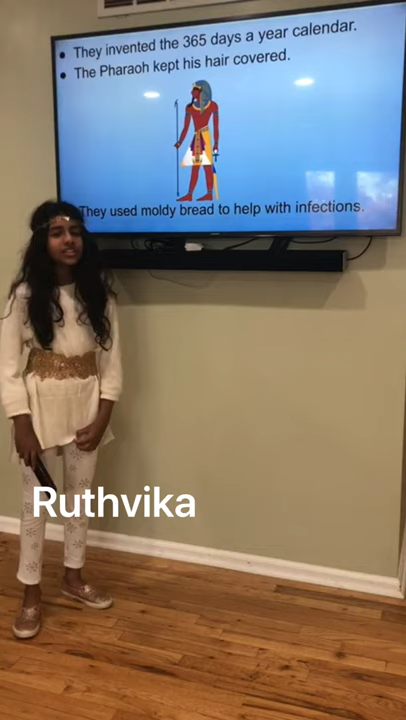 They invented the 365 days a year calendar.
The Pharaoh kept his hair covered.
They used moldy bread to help with infections.
Ruthvika